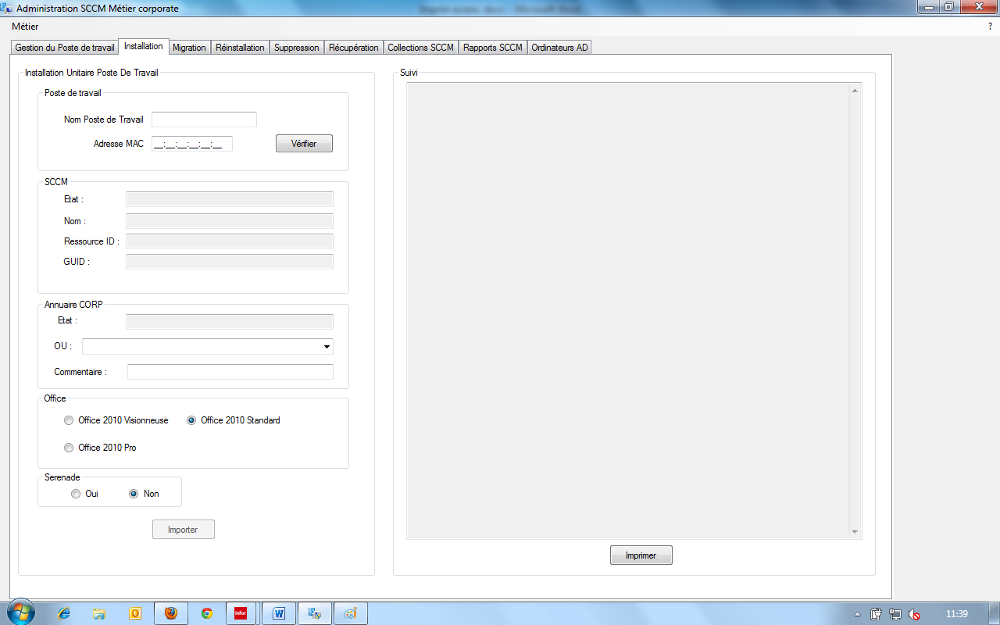 Administration SCCM Métier corporate
Métier
?
Gestion du Poste de travail
Installation
Migration
Réinstallation
Suppression
Récupération
Collections SCCM
Rapports SCCM
Ordinateurs AD
Installation Unitaire Poste De Travail
Poste de travail
Nom Poste de Travail
Adresse MAC
__:__:__:__:__:__
Vérifier
SCCM
Etat :
Nom :
Ressource ID :
GUID :
Annuaire CORP
Etat :
OU :
Commentaire :
Office
Office 2010 Visionneuse
Office 2010 Standard
Office 2010 Pro
Serenade
Oui
Non
Importer
Suivi
Imprimer
infor
11:39